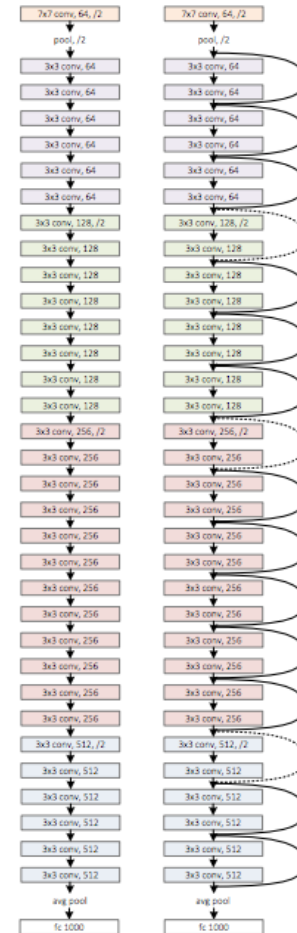 7x7 conv, 64, /2
pool, /2
3x3 conv, 64
3x3 conv, 64
3x3 conv, 64
3x3 conv, 64
3x3 conv, 64
3x3 conv, 64
3x3 conv, 128, /2
3x3 conv, 128
3x3 conv, 128
3x3 conv, 128
3x3 conv, 128
3x3 conv, 128
3x3 conv, 128
3x3 conv, 128
3x3 conv, 256, /2
3x3 conv, 256
3x3 conv, 256
3x3 conv, 256
3x3 conv, 256
3x3 conv, 256
3x3 conv, 256
3x3 conv, 256
3x3 conv, 256
3x3 conv, 256
3x3 conv, 256
3x3 conv, 256
3x3 conv, 512, /2
3x3 conv, 512
3x3 conv, 512
3x3 conv, 512
3x3 conv, 512
3x3 conv, 512
avg pool
fc 1000
7x7 conv, 64, /2
pool, /2
3x3 conv, 64
3x3 conv, 64
3x3 conv, 64
3x3 conv, 64
3x3 conv, 64
3x3 conv, 64
3x3 conv, 128, /2
3x3 conv, 128
3x3 conv, 128
3x3 conv, 128
3x3 conv, 128
3x3 conv, 128
3x3 conv, 128
3x3 conv, 128
3x3 conv, 256, /2
3x3 conv, 256
3x3 conv, 256
3x3 conv, 256
3x3 conv, 256
3x3 conv, 256
3x3 conv, 256
3x3 conv, 256
3x3 conv, 256
3x3 conv, 256
3x3 conv, 256
3x3 conv, 256
3x3 conv, 512, /2
3x3 conv, 512
3x3 conv, 512
3x3 conv, 512
3x3 conv, 512
3x3 conv, 512
avg pool
fc 1000